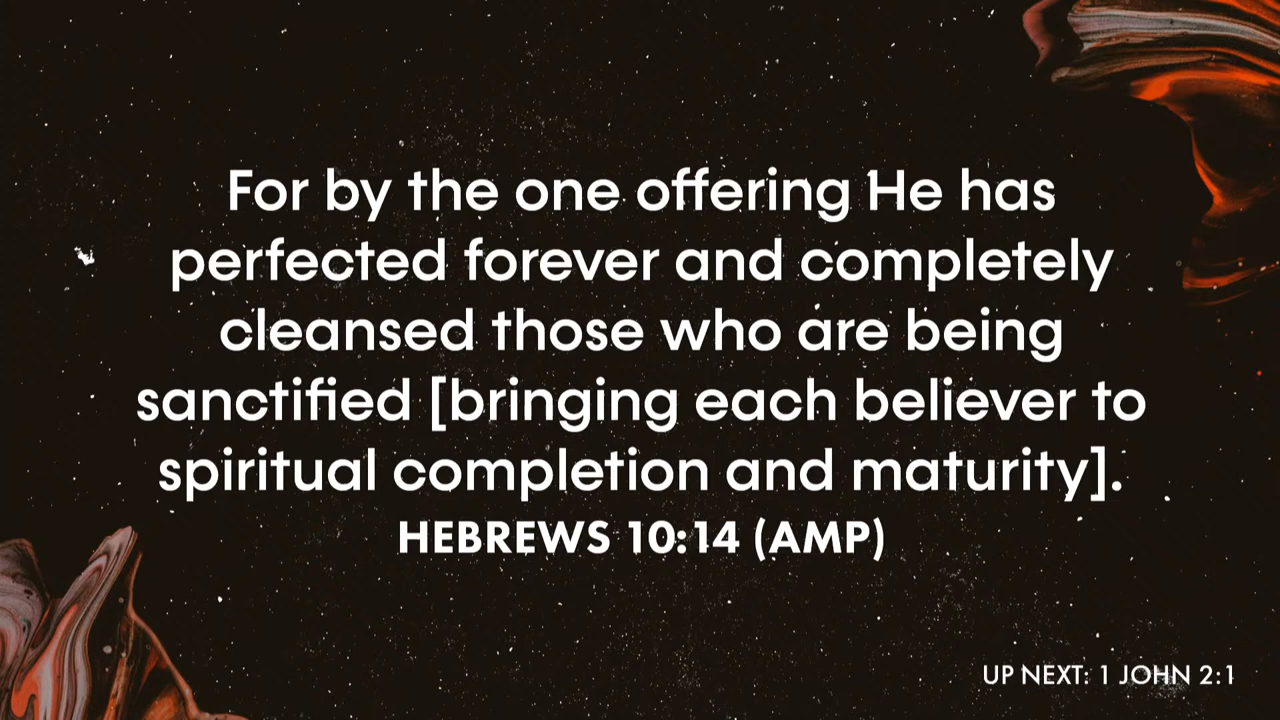 For by the one offering He has
perfected forever and completely
cleansed those who are being
sanctified [bringing each believer to
spiritual completion and maturity].
HEBREWS 10:14 (AMP)
UP NEXT: 1 JOHN 2:1